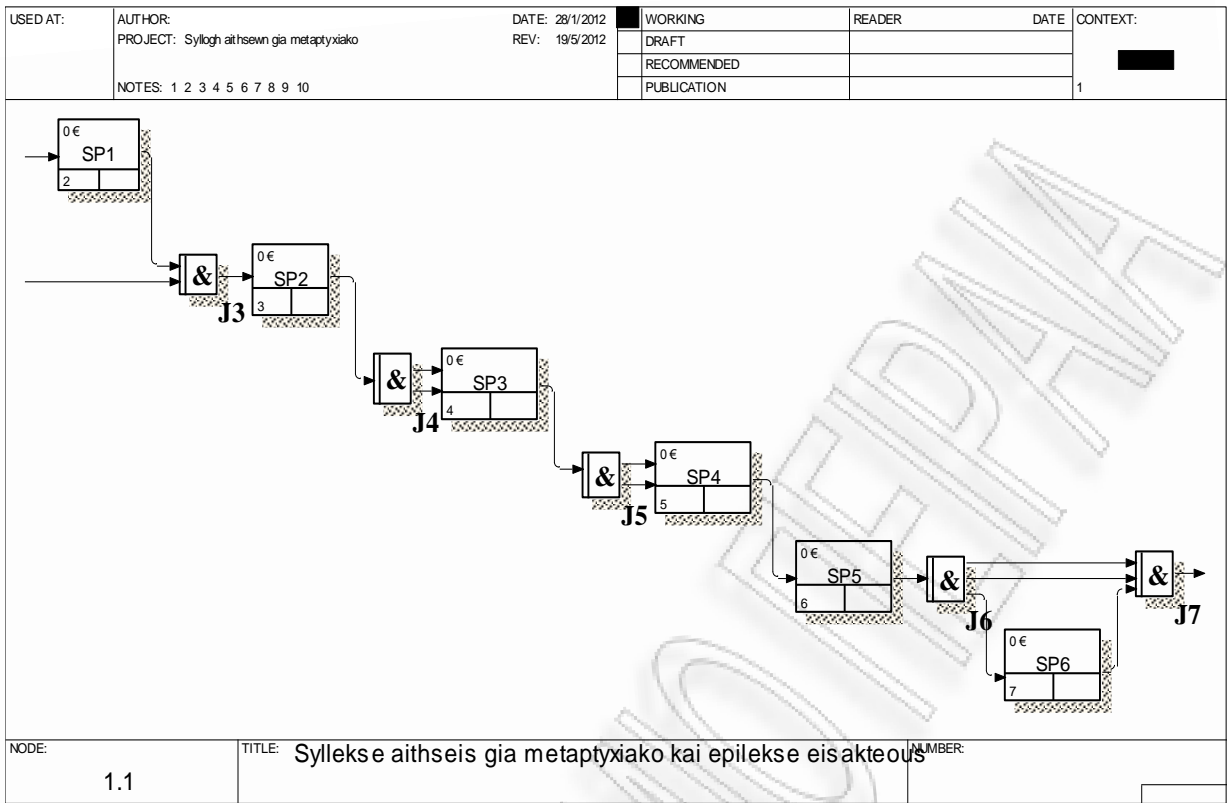 USED AT:
AUTHOR:
DATE: 28/1/2012
PROJECT: Syllogh aithsewn gia metaptyxiako
REV: 19/5/2012
NOTES: 1 2 3 4 5 6 7 8 9 10
WORKING
DRAFT
RECOMMENDED
PUBLICATION
READER DATE
CONTEXT:
1
0 €
SP1
2
&
J3
0 €
SP2
3
&
J4
0 €
SP3
4
&
J5
0 €
SP4
5
0 €
SP5
6
&
J6
0 €
SP6
7
&
J7
NODE:
1.1
TITLE: Syllekse aithseis gia metaptyxiako kai epilekse eisakteous
NUMBER: